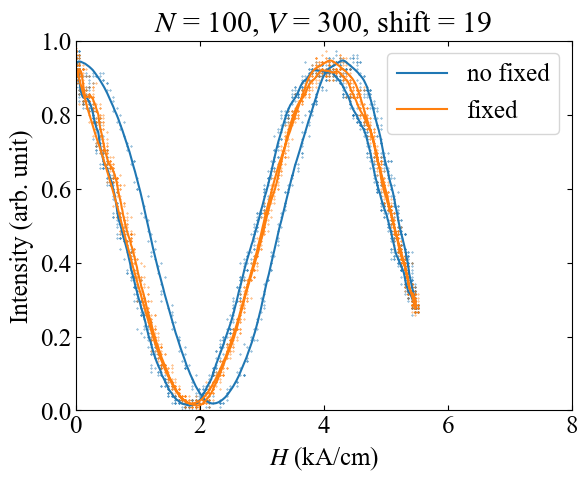 N = 100, V = 300, shift = 19
Intensity (arb. unit)
1.0
0.8
0.6
0.4
0.2
0.0
no fixed
fixed
0 2 4 6 8
H (kA/cm)